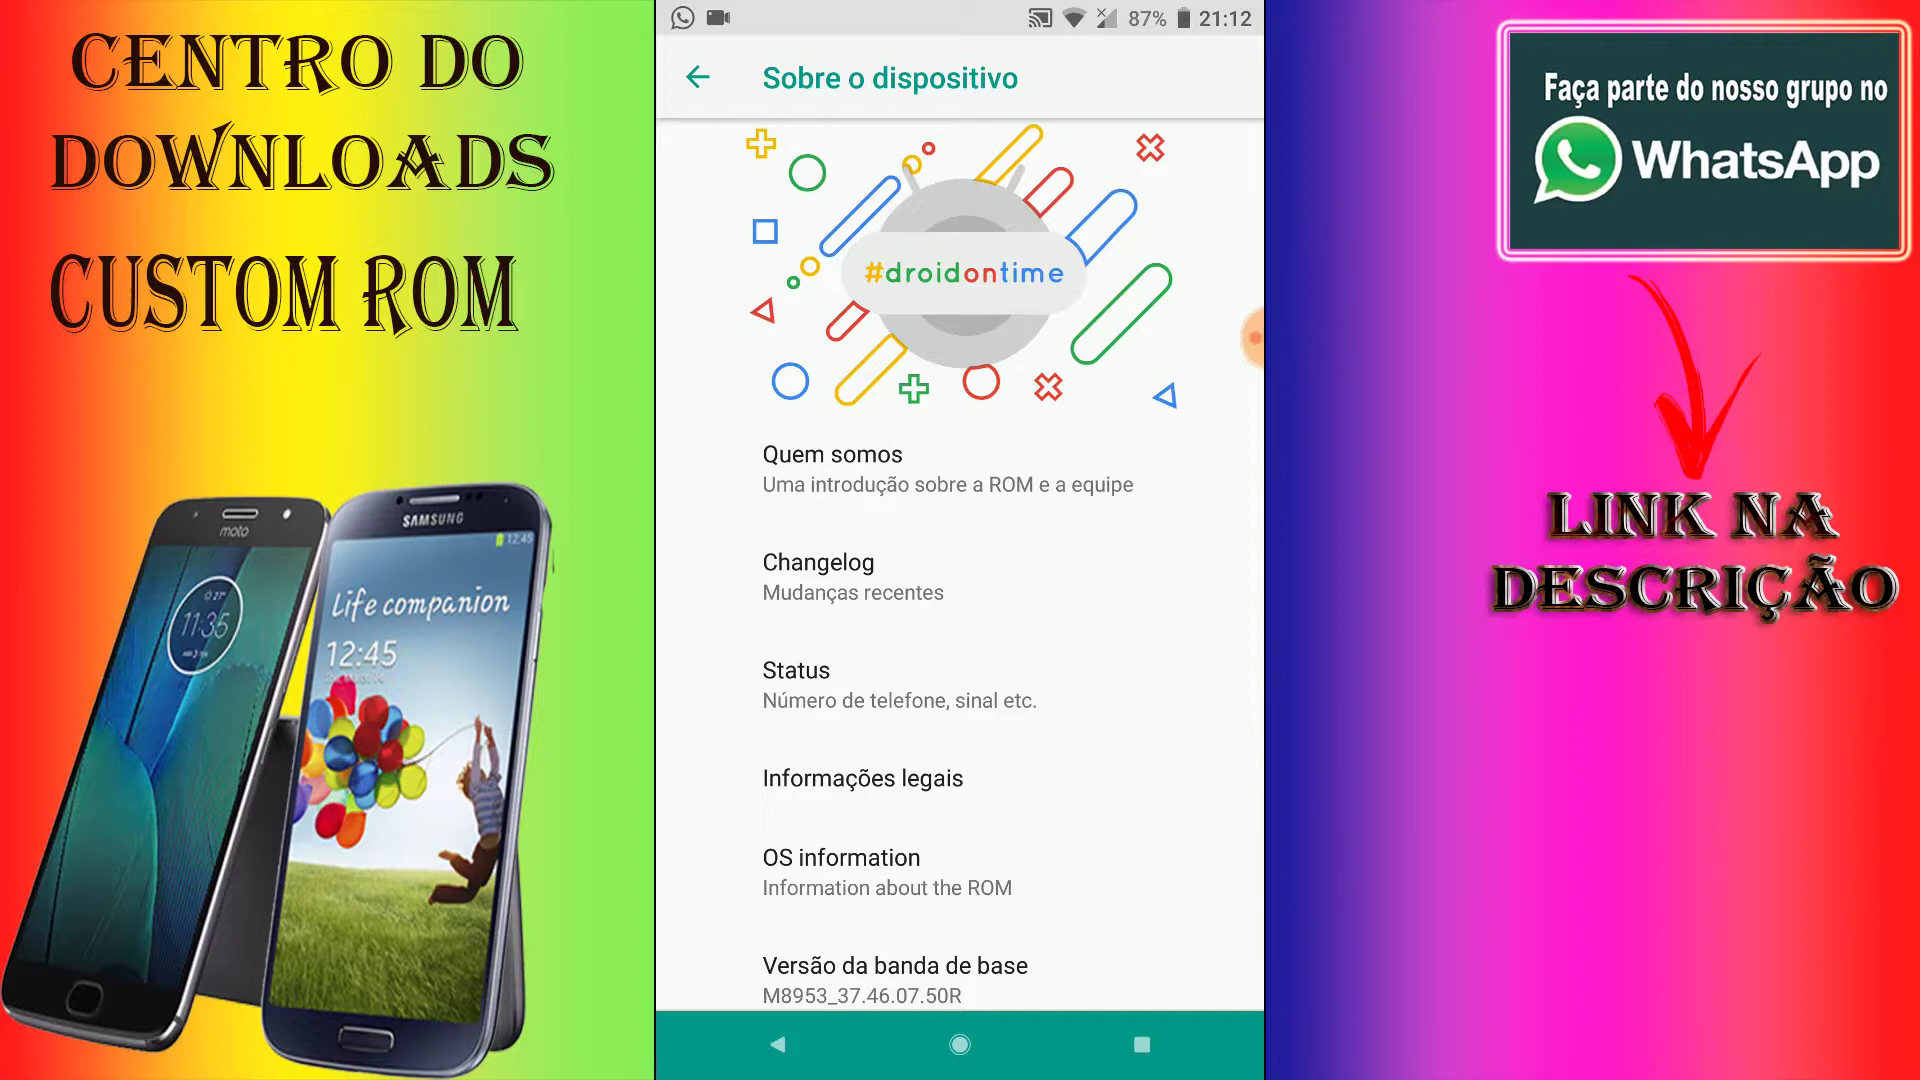 CENTRO DO
DOWNLOADS
CUSTOM ROM
moto
27°
11:35
SAMSUNG
12:45
Life companion
12:45
87% 21:12
Sobre o dispositivo
#droidontime
Quem somos
Uma introdução sobre a ROM e a equipe
Changelog
Mudanças recentes
Status
Número de telefone, sinal etc.
Informações legais
OS information
Information about the ROM
Versão da banda de base
M8953_37.46.07.50R
Faça parte do nosso grupo no
WhatsApp
LINK NA
DESCRIÇÃO